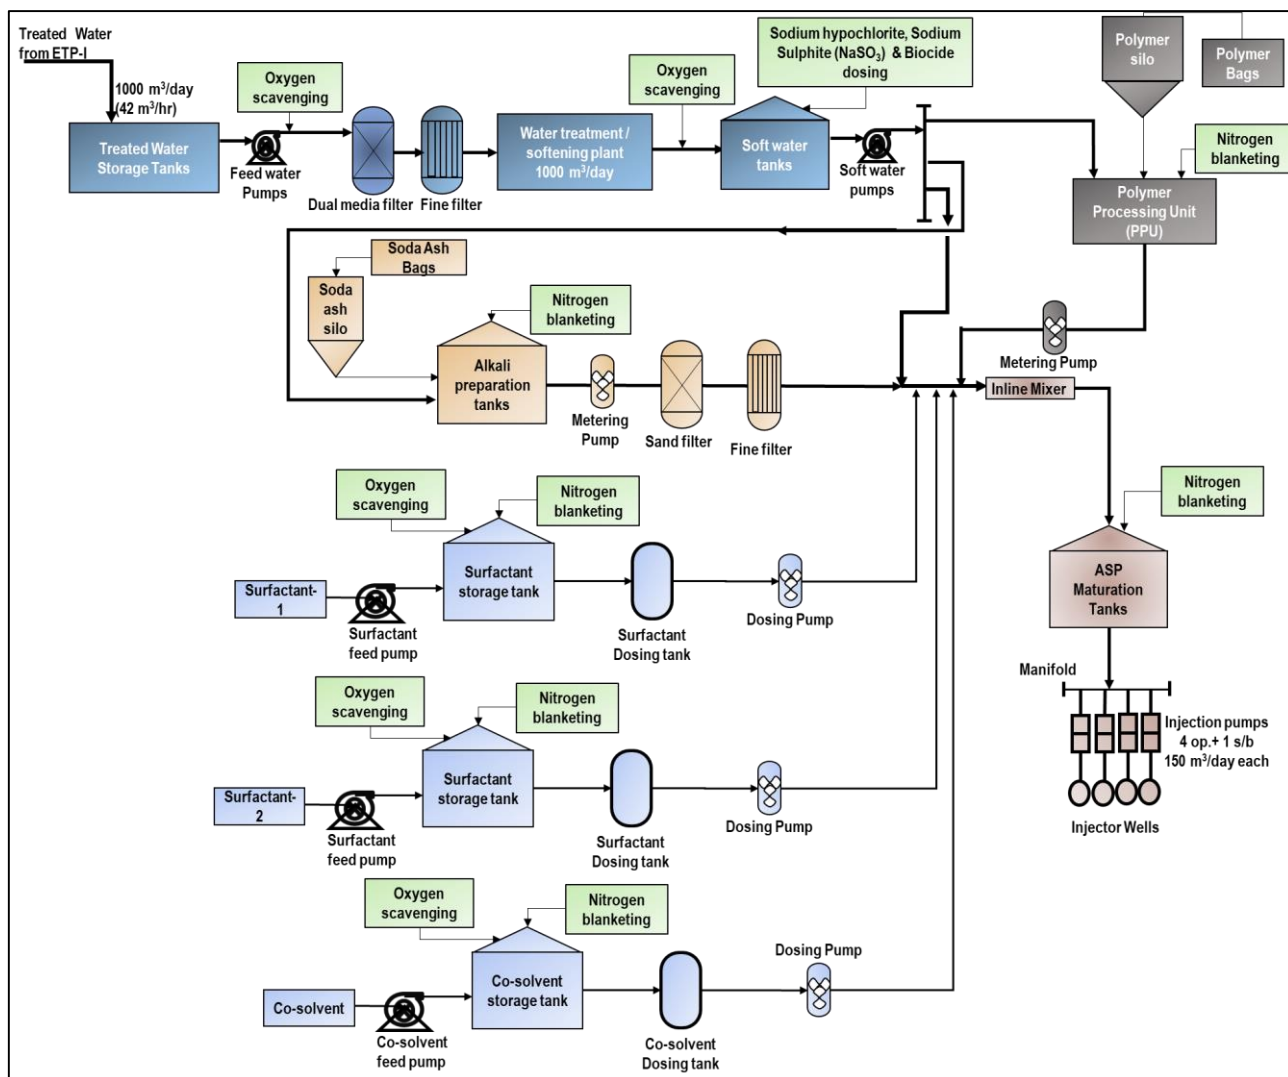 Treated Water
from ETP-I
1000 m³/day
(42 m³/hr)
Treated Water
Storage Tanks
Oxygen
scavenging
Feed water
Pumps
Dual media filter
Fine filter
Water treatment /
softening plant
1000 m³/day
Oxygen
scavenging
Sodium hypochlorite, Sodium
Sulphite (NaSO₃) & Biocide
dosing
Soft water
tanks
Soft water
pumps
Polymer
silo
Polymer
Bags
Nitrogen
blanketing
Polymer
Processing Unit
(PPU)
Soda Ash
Bags
Soda
ash
silo
Nitrogen
blanketing
Alkali
preparation
tanks
Metering
Pump
Sand filter
Fine filter
Metering Pump
Inline Mixer
Oxygen
scavenging
Nitrogen
blanketing
Surfactant-
1
Surfactant
feed pump
Surfactant
storage tank
Surfactant
Dosing tank
Dosing Pump
Nitrogen
blanketing
ASP
Maturation
Tanks
Manifold
Injection pumps
4 op.+ 1 s/b
150 m³/day each
Injector Wells
Oxygen
scavenging
Nitrogen
blanketing
Surfactant-
2
Surfactant
feed pump
Surfactant
storage tank
Surfactant
Dosing tank
Dosing Pump
Oxygen
scavenging
Nitrogen
blanketing
Co-solvent
Co-solvent
feed pump
Co-solvent
storage tank
Co-solvent
Dosing tank
Dosing Pump